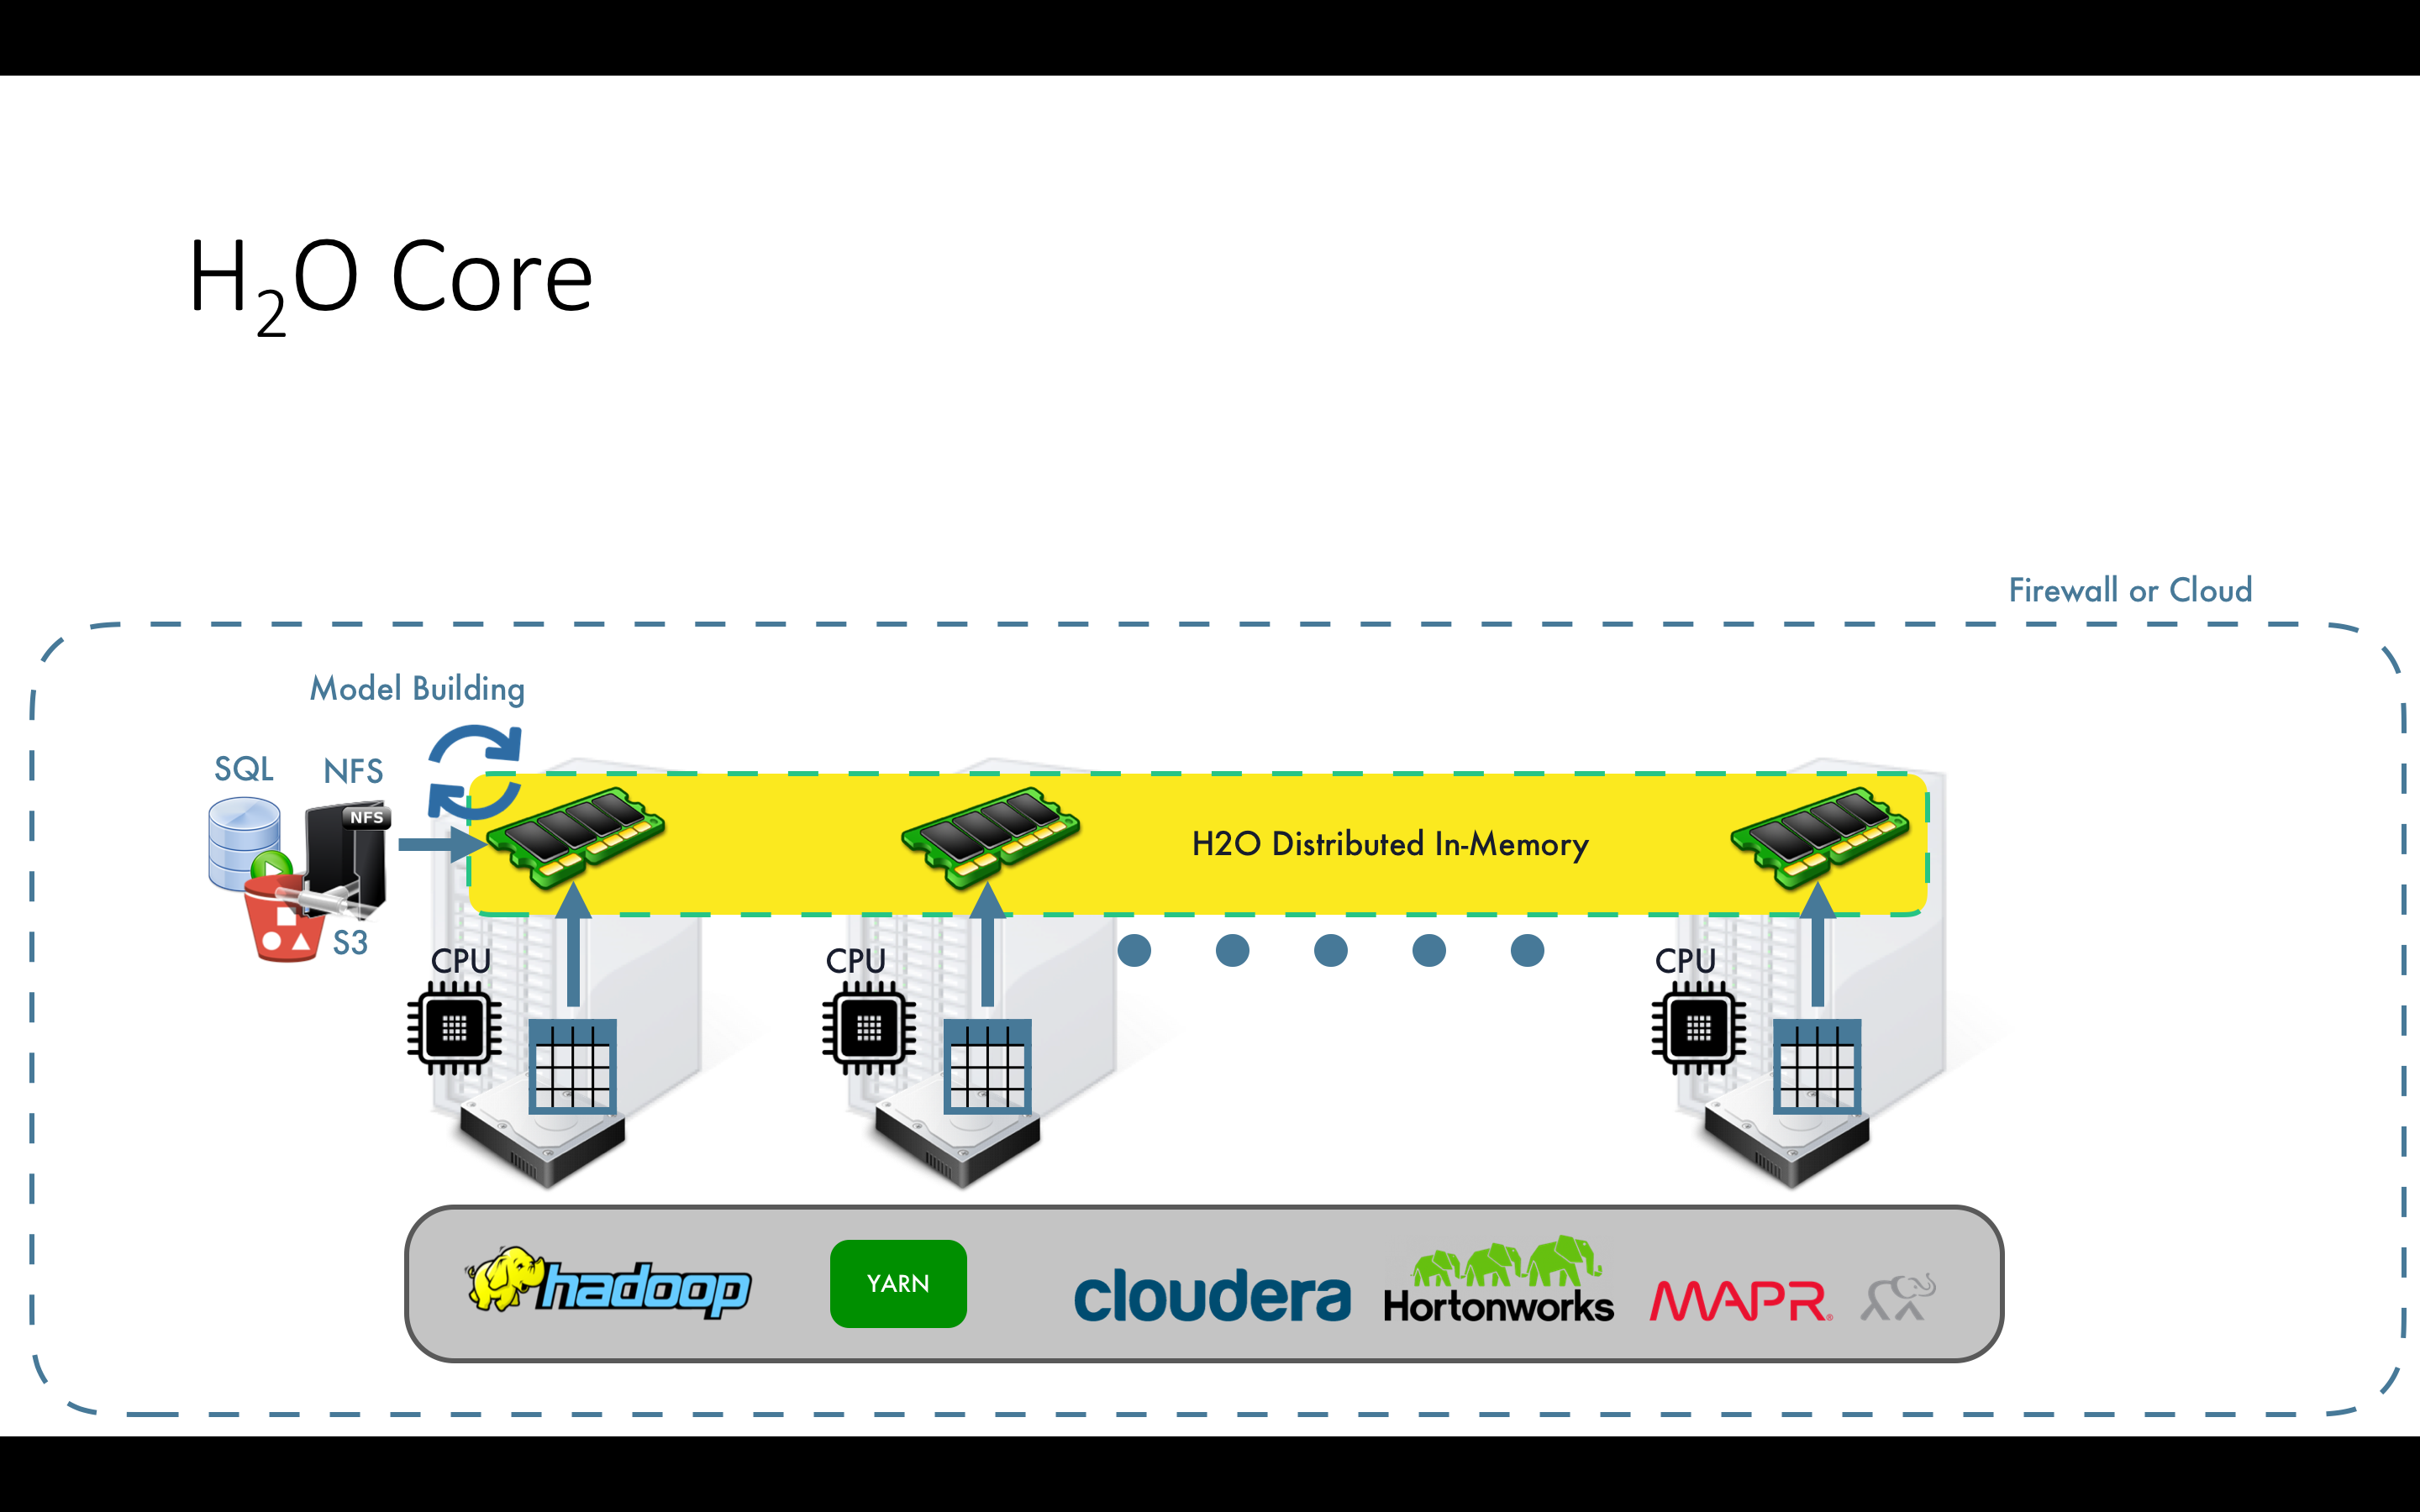 H₂O Core
Firewall or Cloud
Model Building
SQL
NFS
NFS
S3
H2O Distributed In-Memory
CPU
CPU
CPU
hadoop
YARN
cloudera
Hortonworks
MAPR®